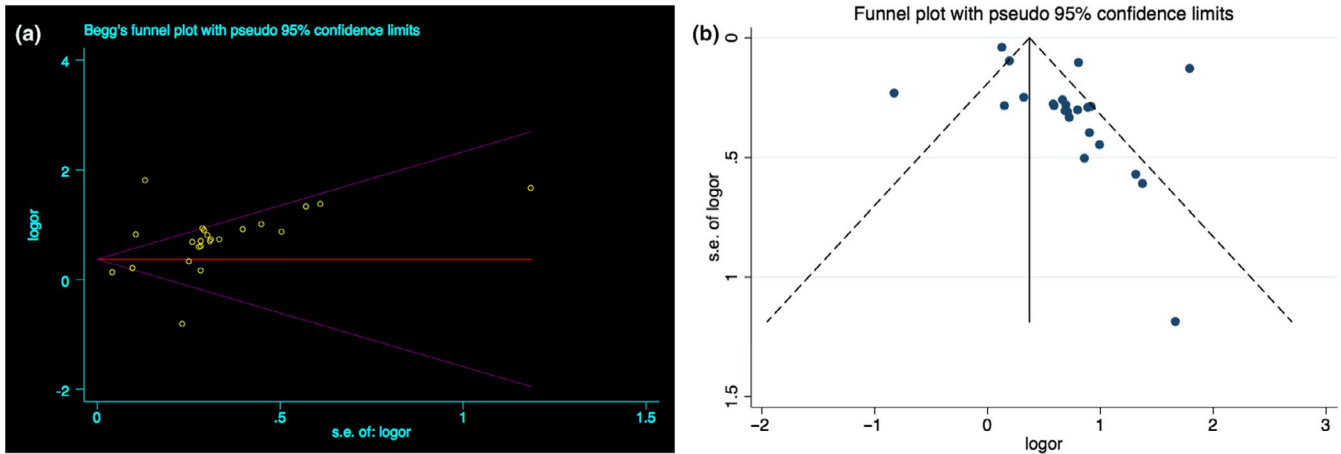 (a)
Begg's funnel plot with pseudo 95% confidence limits
4
2
0
-2
logor
0 .5 1 1.5
s.e. of: logor
(b)
Funnel plot with pseudo 95% confidence limits
0
.5
1
1.5
s.e. of logor
−2 −1 0 1 2 3
logor